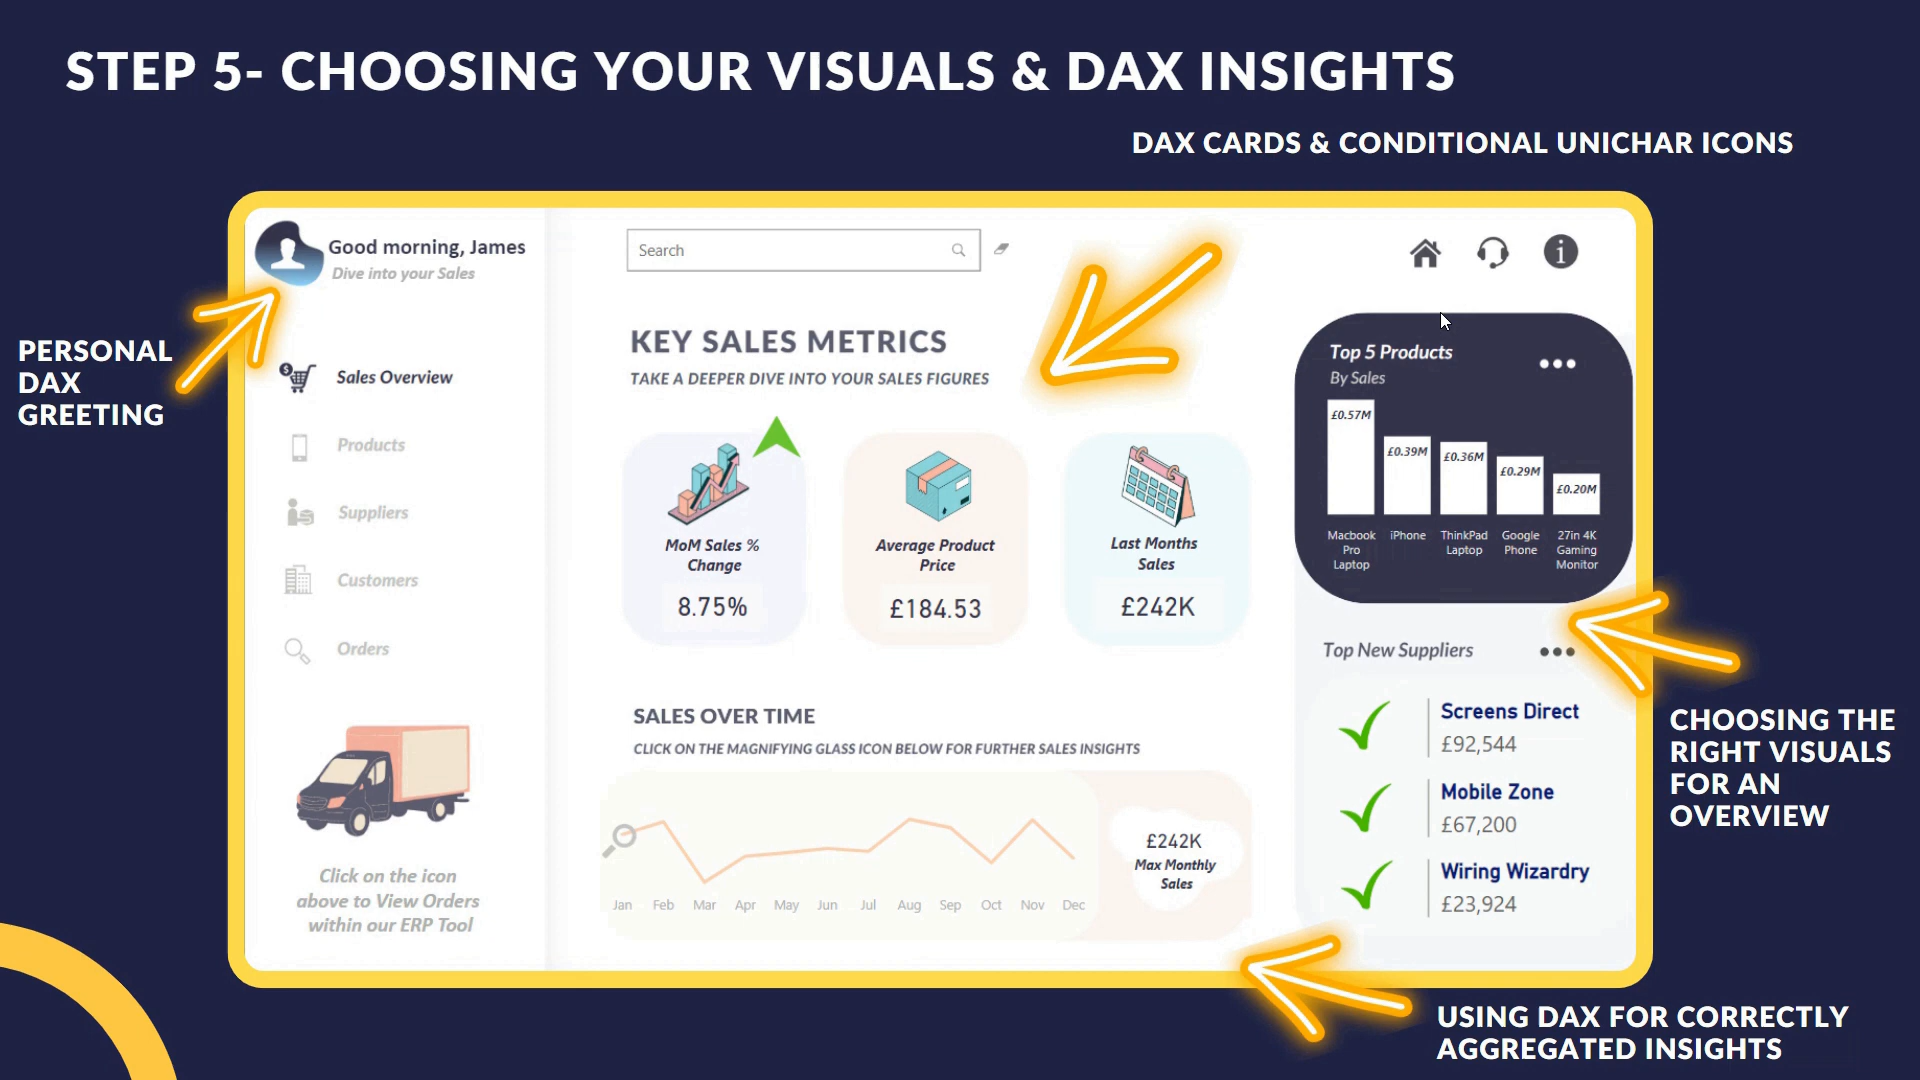 STEP 5- CHOOSING YOUR VISUALS & DAX INSIGHTS
DAX CARDS & CONDITIONAL UNICHAR ICONS
PERSONAL
DAX
GREETING
Good morning, James
Dive into your Sales
Sales Overview
Products
Suppliers
Customers
Orders
Click on the icon
above to View Orders
within our ERP Tool
Search
KEY SALES METRICS
TAKE A DEEPER DIVE INTO YOUR SALES FIGURES
MoM Sales %
Change
8.75%
Average Product
Price
£184.53
Last Months
Sales
£242K
SALES OVER TIME
CLICK ON THE MAGNIFYING GLASS ICON BELOW FOR FURTHER SALES INSIGHTS
Jan Feb Mar Apr May Jun Jul Aug Sep Oct Nov Dec
£242K
Max Monthly
Sales
Top 5 Products
By Sales
£0.57M
£0.39M
£0.36M
£0.29M
£0.20M
Macbook
Pro
Laptop
iPhone
ThinkPad
Laptop
Google
Phone
27in 4K
Gaming
Monitor
Top New Suppliers
Screens Direct
£92,544
Mobile Zone
£67,200
Wiring Wizardry
£23,924
CHOOSING THE
RIGHT VISUALS
FOR AN
OVERVIEW
USING DAX FOR CORRECTLY
AGGREGATED INSIGHTS